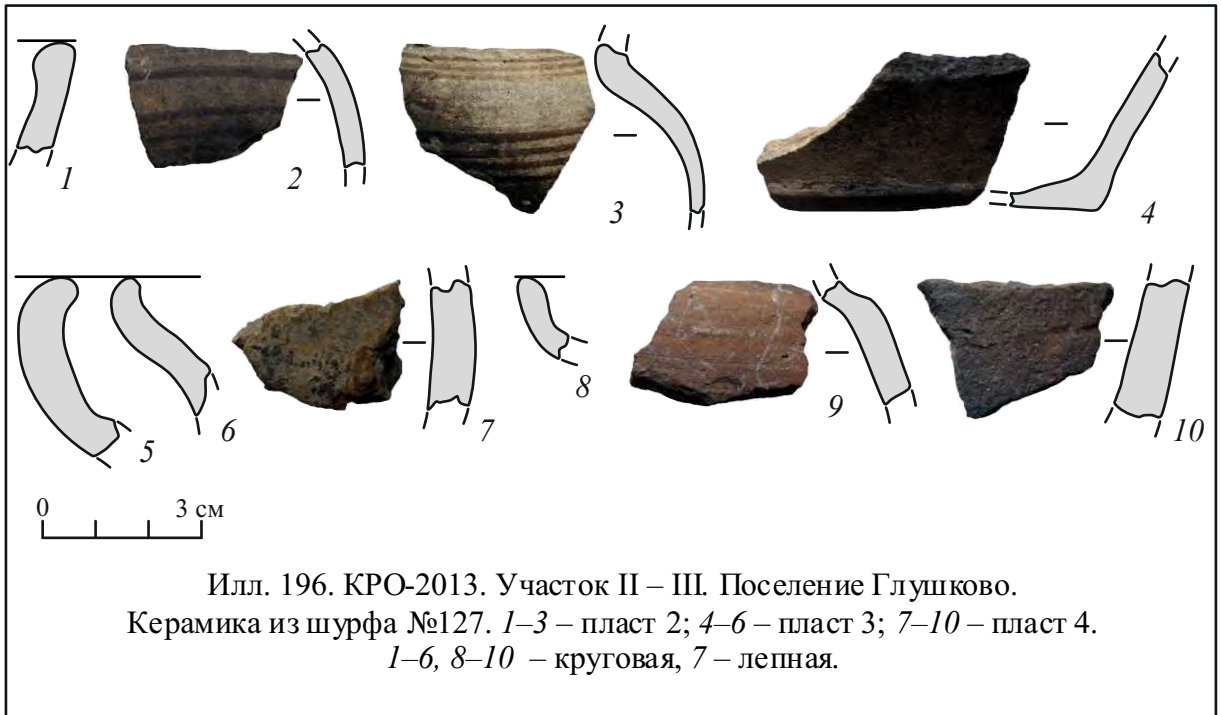 1
2
3
4
5
6
7
8
9
10
0 3 см
Илл. 196. КРО-2013. Участок II – III. Поселение Глушково.
Керамика из шурфа №127. 1–3 – пласт 2; 4–6 – пласт 3; 7–10 – пласт 4.
1–6, 8–10 – круговая, 7 – лепная.